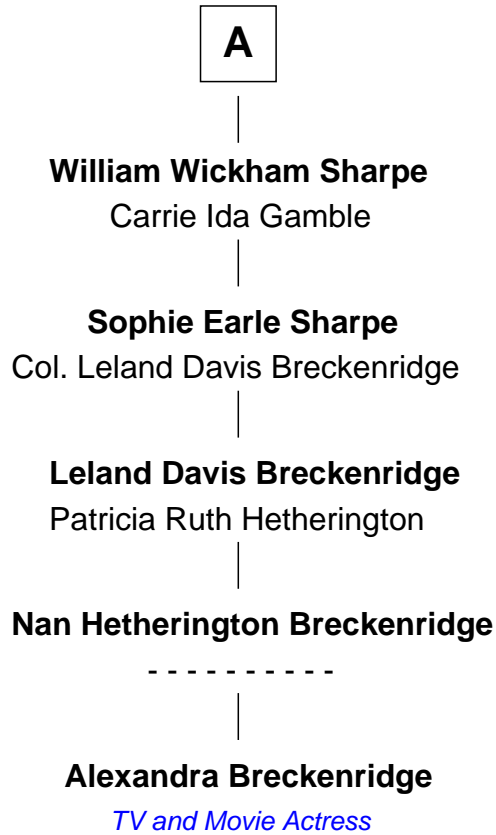 A
William Wickham Sharpe
Carrie Ida Gamble
Sophie Earle Sharpe
Col. Leland Davis Breckenridge
Leland Davis Breckenridge
Patricia Ruth Hetherington
Nan Hetherington Breckenridge
- - - - - - - - - -
Alexandra Breckenridge
TV and Movie Actress